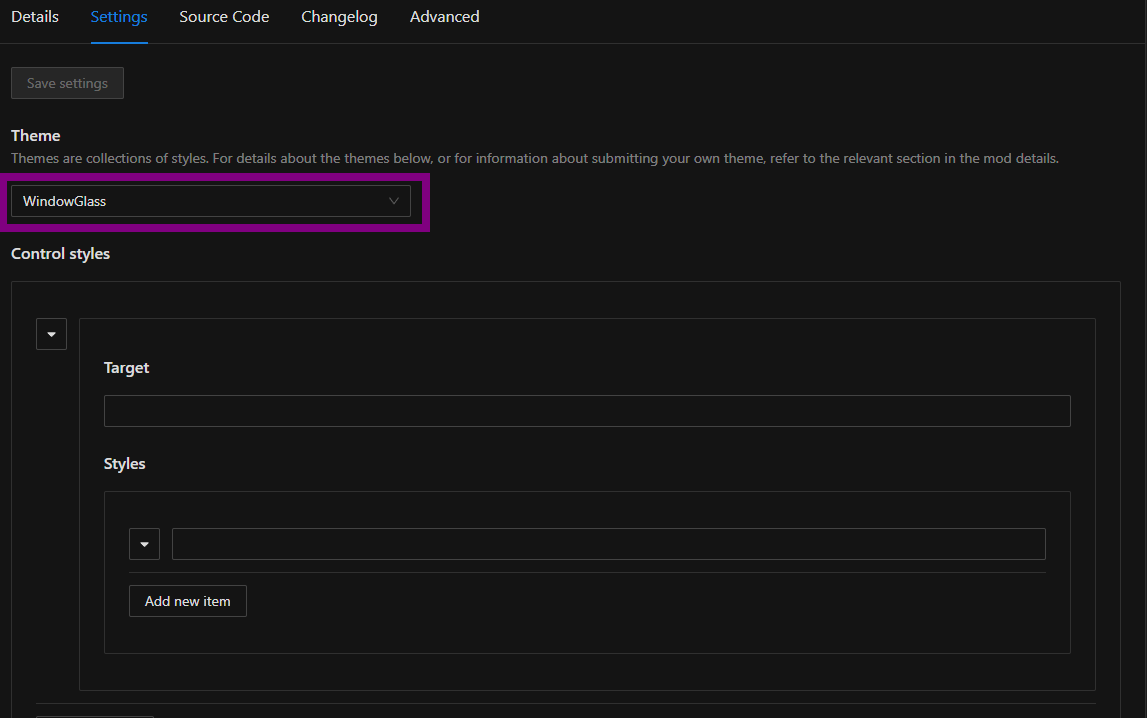 Details Settings Source Code Changelog Advanced
Save settings
Theme
Themes are collections of styles. For details about the themes below, or for information about submitting your own theme, refer to the relevant section in the mod details.
WindowGlass
Control styles
Target
Styles
Add new item